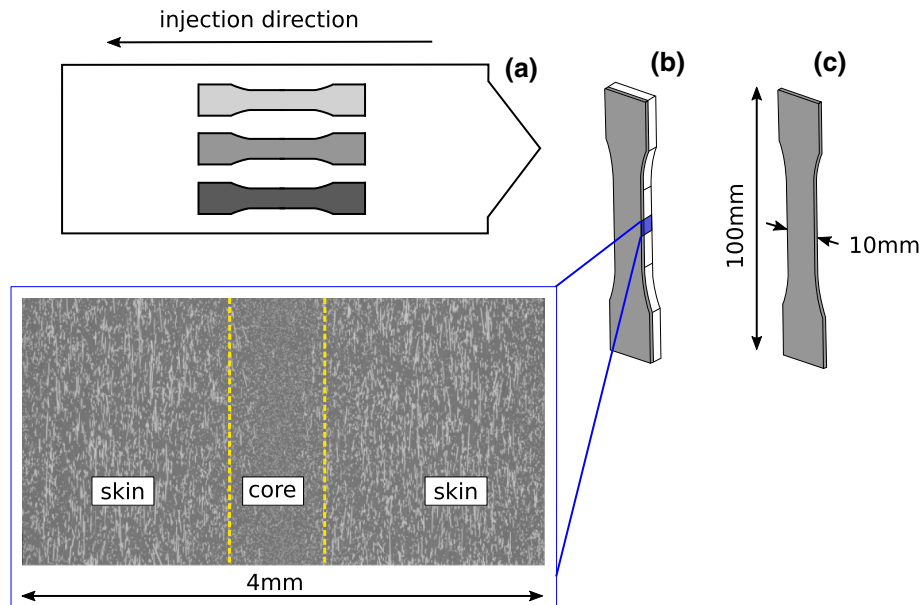 injection direction
(a)
(b)
(c)
100mm
10mm
skin
core
skin
4mm